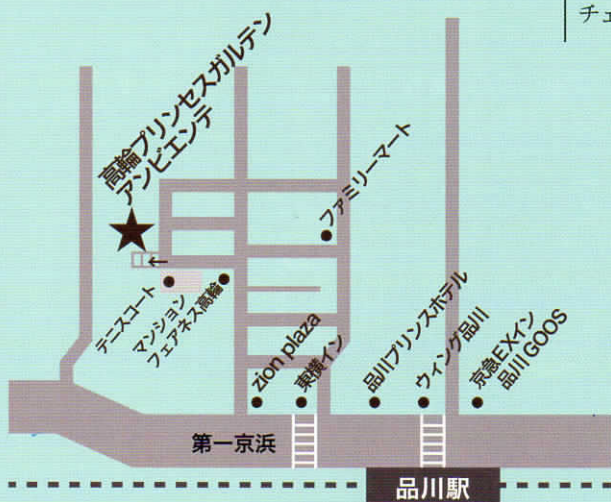 チェ
高輪プリンセスガルテン
アンビエンテ
ファミリーマート
←
テニスコート
マンション
フェアネス高輪
zion plaza
東横イン
品川プリンスホテル
ウィング品川
京急EXイン
品川GOOS
第一京浜
品川駅